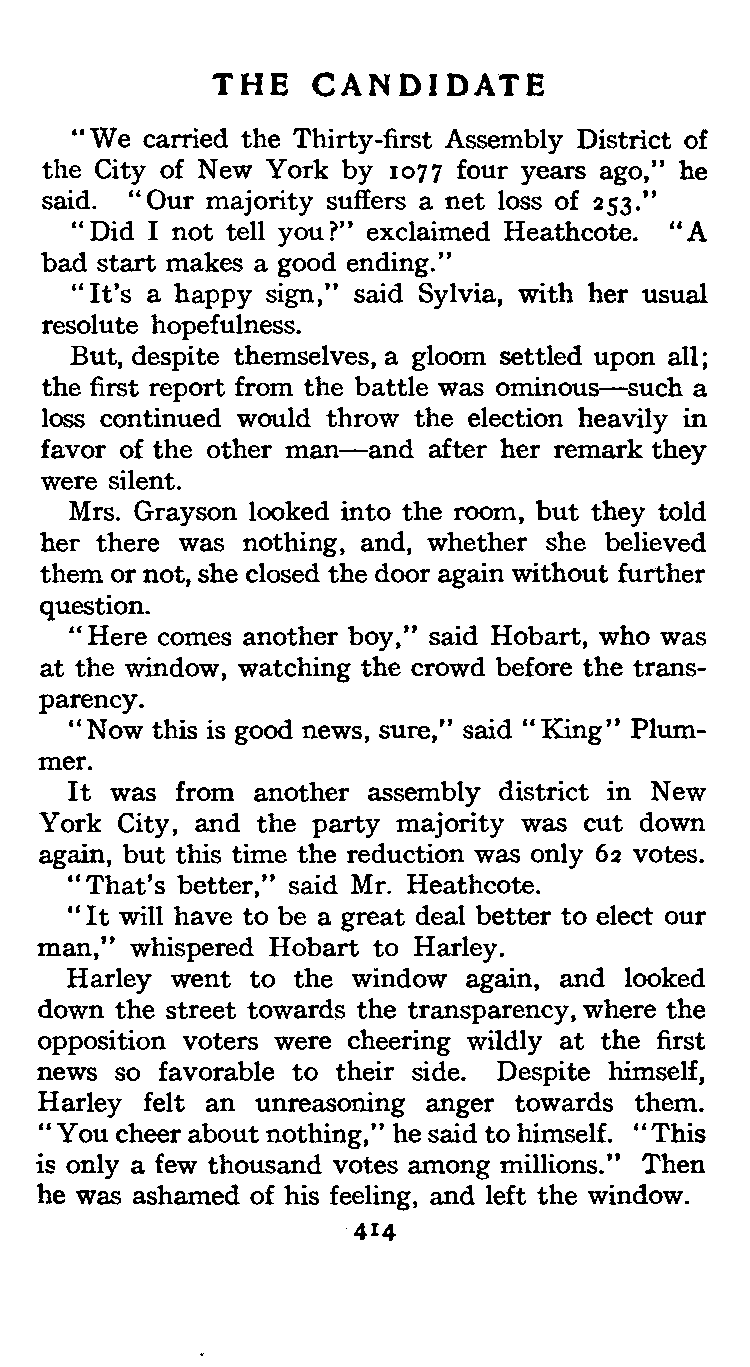 THE CANDIDATE
"We carried the Thirty-first Assembly District of
the City of New York by 1077 four years ago," he
said. "Our majority suffers a net loss of 253."
"Did I not tell you?" exclaimed Heathcote. "A
bad start makes a good ending."
"It's a happy sign," said Sylvia, with her usual
resolute hopefulness.
But, despite themselves, a gloom settled upon all;
the first report from the battle was ominous—such a
loss continued would throw the election heavily in
favor of the other man—and after her remark they
were silent.
Mrs. Grayson looked into the room, but they told
her there was nothing, and, whether she believed
them or not, she closed the door again without further
question.
"Here comes another boy," said Hobart, who was
at the window, watching the crowd before the trans-
parency.
"Now this is good news, sure," said "King" Plum-
mer.
It was from another assembly district in New
York City, and the party majority was cut down
again, but this time the reduction was only 62 votes.
"That's better," said Mr. Heathcote.
"It will have to be a great deal better to elect our
man," whispered Hobart to Harley.
Harley went to the window again, and looked
down the street towards the transparency, where the
opposition voters were cheering wildly at the first
news so favorable to their side. Despite himself,
Harley felt an unreasoning anger towards them.
"You cheer about nothing," he said to himself. "This
is only a few thousand votes among millions." Then
he was ashamed of his feeling, and left the window.
414